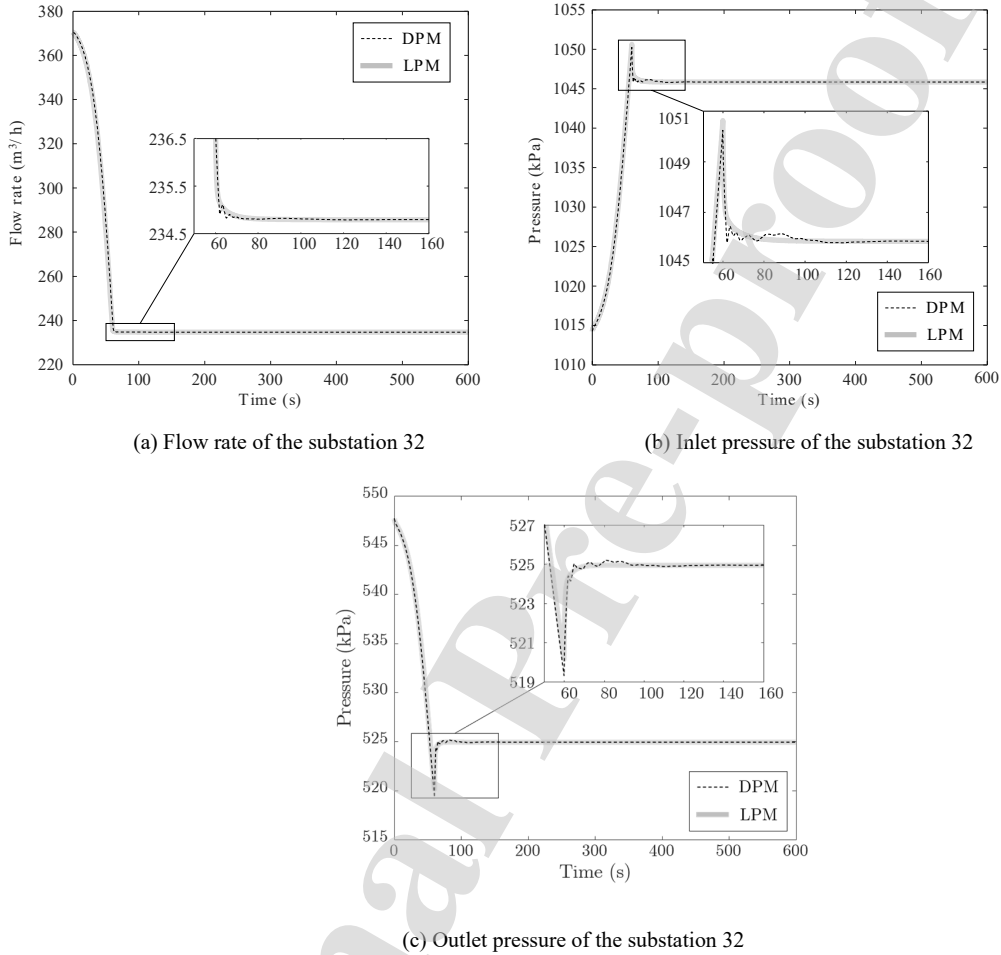 380
360
340
320
300
280
260
240
220
Flow rate (m³/ h)
DPM
LPM
236.5
235.5
234.5
60 80 100 120 140 160
0 100 200 300 400 500 600
Time (s)
(a) Flow rate of the substation 32
1055
1050
1045
1040
1035
1030
1025
1020
1015
1010
Pressure (kPa)
1051
1049
1047
1045
60 80 100 120 140 160
DPM
LPM
0 100 200 300 400 500 600
Time (s)
(b) Inlet pressure of the substation 32
550
545
540
535
530
525
520
515
Pressure (kPa)
527
525
523
521
519
60 80 100 120 140 160
DPM
LPM
0 100 200 300 400 500 600
Time (s)
(c) Outlet pressure of the substation 32
nal Pre-proof